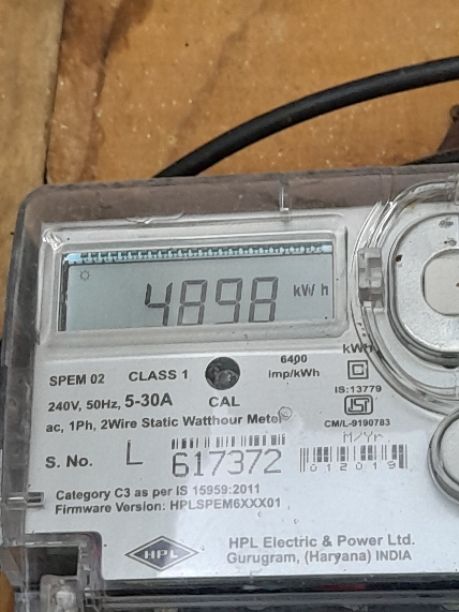 4898 kWh
SPEM 02 CLASS 1 6400 imp/kWh kWh
240V, 50Hz, 5-30A CAL IS:13779
ac, 1Ph, 2Wire Static Watthour Meter CM/L-9190783
M/Yr
S. No. L 617372 012019
Category C3 as per IS 15959:2011
Firmware Version: HPLSPEM6XXX01
HPL HPL Electric & Power Ltd.
Gurugram, (Haryana) INDIA